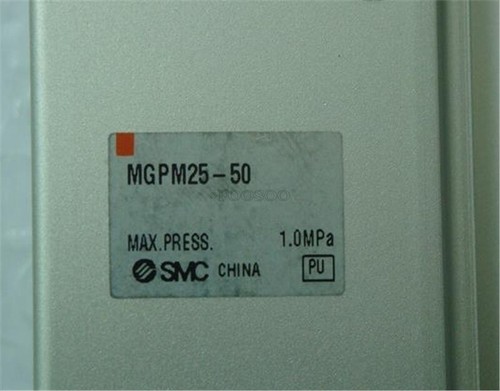 MGPM25-50
MAX.PRESS. 1.0MPa
SMC CHINA PU